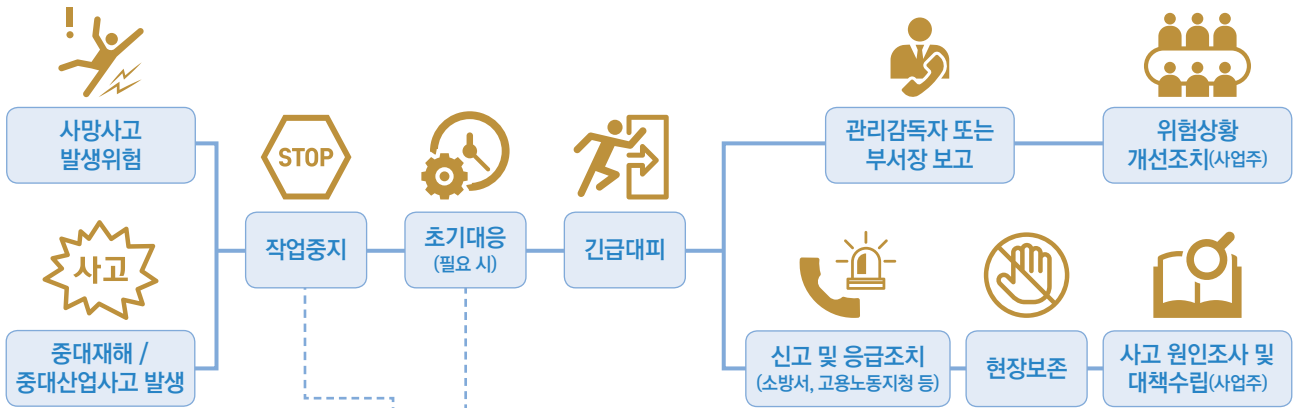 사망사고
발생위험
사고
중대재해 /
중대산업사고 발생
STOP
작업중지
초기대응
(필요 시)
긴급대피
관리감독자 또는
부서장 보고
위험상황
개선조치(사업주)
신고 및 응급조치
(소방서, 고용노동지청 등)
현장보존
사고 원인조사 및
대책수립(사업주)